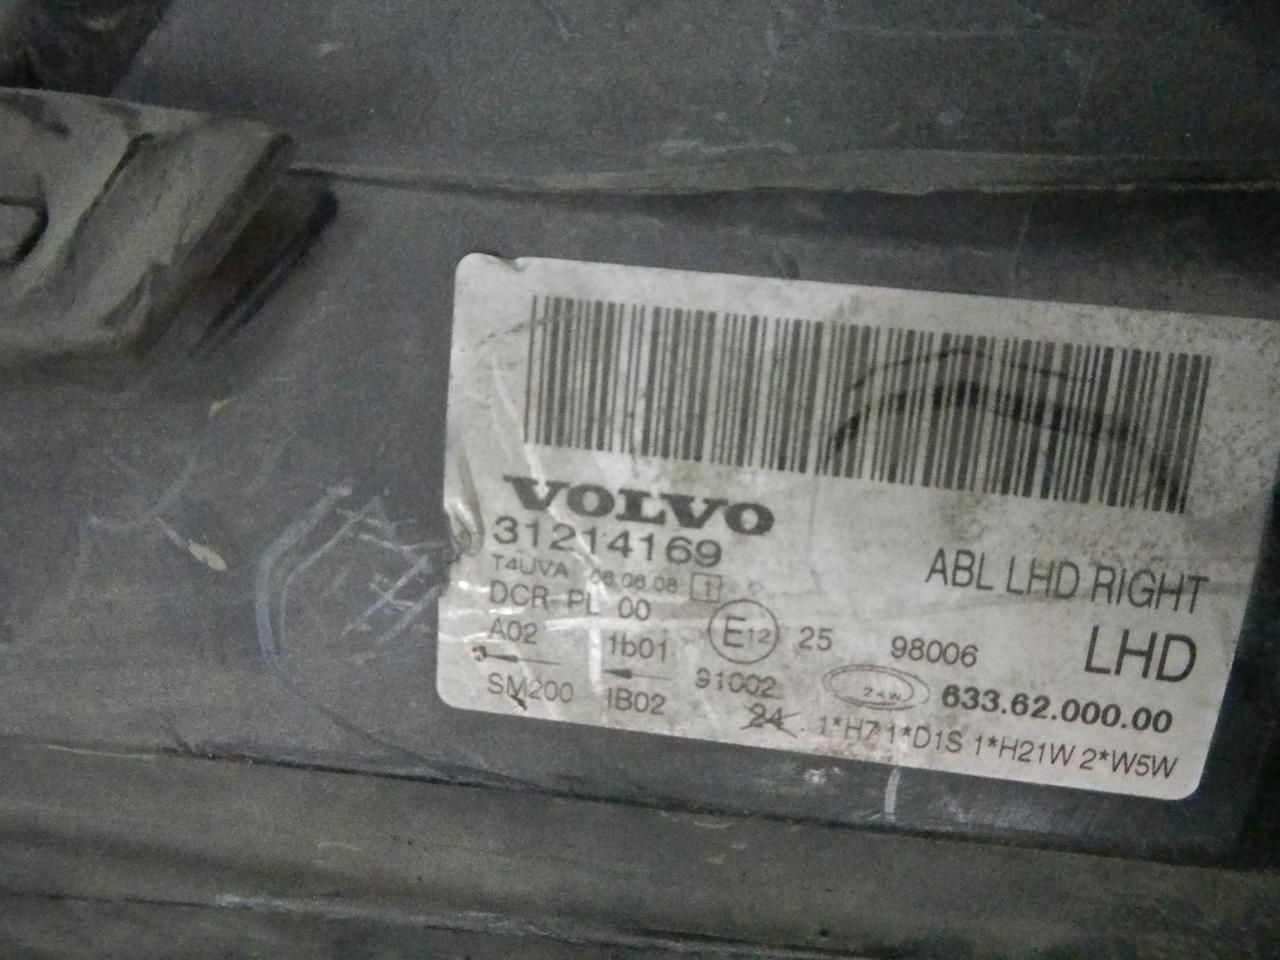 VOLVO
31214169
T4UVA 06.06.08 1
DCR PL 00
A02 1b01 E12 25 98006
ABL LHD RIGHT
LHD
SM200 IB02 91002 ZKW 633.62.000.00
24 1*H7 1*D1S 1*H21W 2*W5W